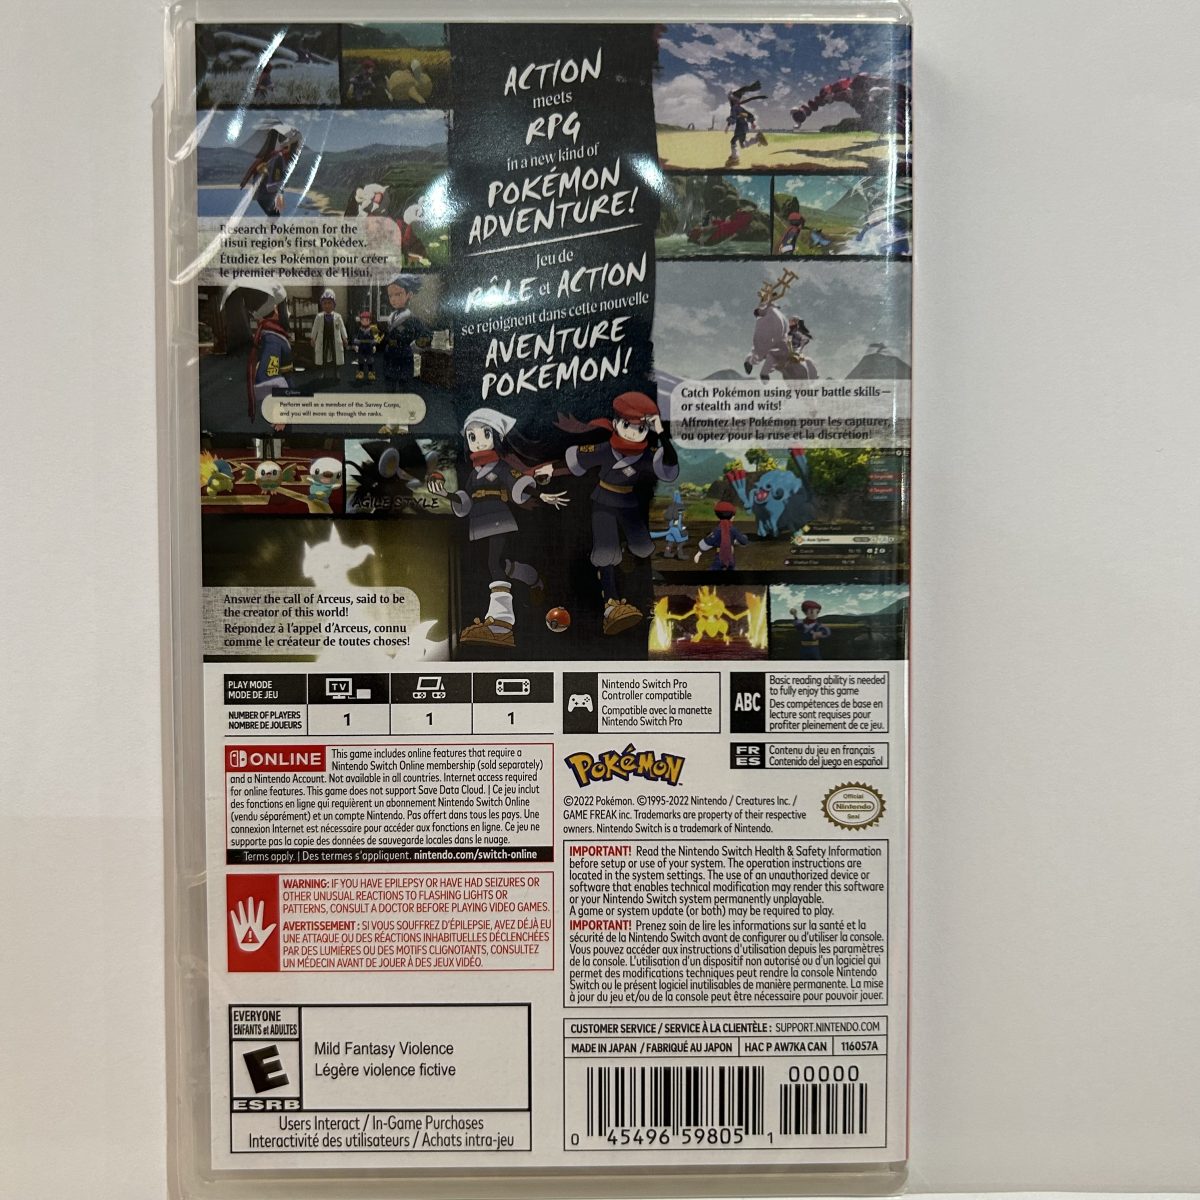 ACTION
meets
RPG
in a new kind of
POKÉMON
ADVENTURE!
Jeu de
RÔLE et ACTION
se rejoignent dans cette nouvelle
AVENTURE
POKÉMON!
Research Pokémon for the
Hisui region's first Pokédex.
Étudiez les Pokémon pour créer
le premier Pokédex de Hisui.
Cyllene
Perform well as a member of the Survey Corps,
and you will move up through the ranks.
AGILE STYLE
Answer the call of Arceus, said to be
the creator of this world!
Répondez à l'appel d'Arceus, connu
comme le créateur de toutes choses!
Catch Pokémon using your battle skills—
or stealth and wits!
Affrontez les Pokémon pour les capturer,
ou optez pour la ruse et la discrétion!
PLAY MODE
MODE DE JEU
TV
NUMBER OF PLAYERS
NOMBRE DE JOUEURS
1
1
1
Nintendo Switch Pro
Controller compatible
Compatible avec la manette
Nintendo Switch Pro
ABC
Basic reading ability is needed
to fully enjoy this game
Des compétences de base en
lecture sont requises pour
profiter pleinement de ce jeu.
FR
ES
Contenu du jeu en français
Contenido del juego en español
ONLINE This game includes online features that require a
Nintendo Switch Online membership (sold separately)
and a Nintendo Account. Not available in all countries. Internet access required
for online features. This game does not support Save Data Cloud. | Ce jeu inclut
des fonctions en ligne qui requièrent un abonnement Nintendo Switch Online
(vendu séparément) et un compte Nintendo. Pas offert dans tous les pays. Une
connexion Internet est nécessaire pour accéder aux fonctions en ligne. Ce jeu ne
supporte pas la copie des données de sauvegarde locales dans le nuage.
Terms apply. | Des termes s'appliquent. nintendo.com/switch-online
Pokémon
©2022 Pokémon. ©1995-2022 Nintendo / Creatures Inc. /
GAME FREAK inc. Trademarks are property of their respective
owners. Nintendo Switch is a trademark of Nintendo.
Official
Nintendo
Seal
WARNING: IF YOU HAVE EPILEPSY OR HAVE HAD SEIZURES OR
OTHER UNUSUAL REACTIONS TO FLASHING LIGHTS OR
PATTERNS, CONSULT A DOCTOR BEFORE PLAYING VIDEO GAMES.
AVERTISSEMENT : SI VOUS SOUFFREZ D'ÉPILEPSIE, AVEZ DÉJÀ EU
UNE ATTAQUE OU DES RÉACTIONS INHABITUELLES DÉCLENCHÉES
PAR DES LUMIÈRES OU DES MOTIFS CLIGNOTANTS, CONSULTEZ
UN MÉDECIN AVANT DE JOUER À DES JEUX VIDÉO.
IMPORTANT! Read the Nintendo Switch Health & Safety Information
before setup or use of your system. The operation instructions are
located in the system settings. The use of an unauthorized device or
software that enables technical modification may render this software
or your Nintendo Switch system permanently unplayable.
A game or system update (or both) may be required to play.
IMPORTANT! Prenez soin de lire les informations sur la santé et la
sécurité de la Nintendo Switch avant de configurer ou d'utiliser la console.
Vous pouvez accéder aux instructions d'utilisation depuis les paramètres
de la console. L'utilisation d'un dispositif non autorisé ou d'un logiciel qui
permet des modifications techniques peut rendre la console Nintendo
Switch ou le présent logiciel inutilisables de manière permanente. La mise
à jour du jeu et/ou de la console peut être nécessaire pour pouvoir jouer.
EVERYONE
ENFANTS et ADULTES
E
ESRB
Mild Fantasy Violence
Légère violence fictive
Users Interact / In-Game Purchases
Interactivité des utilisateurs / Achats intra-jeu
CUSTOMER SERVICE / SERVICE À LA CLIENTÈLE : SUPPORT.NINTENDO.COM
MADE IN JAPAN / FABRIQUÉ AU JAPON
HAC P AW7KA CAN
116057A
00000
0 45496 59805 1